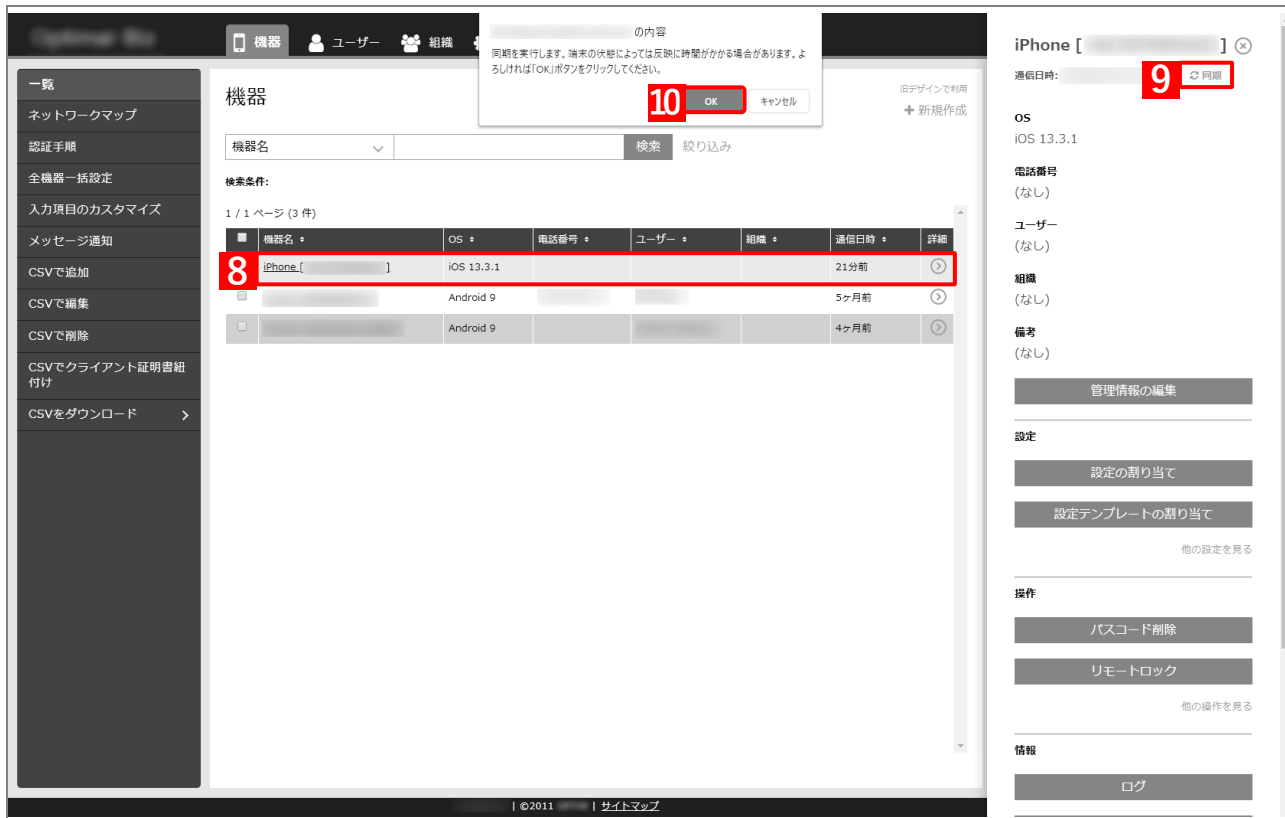 機器
ユーザー
組織
の内容
同期を実行します。端末の状態によっては反映に時間がかかる場合があります。よ
ろしければ「OK」ボタンをクリックしてください。
10
OK
キャンセル
一覧
ネットワークマップ
認証手順
全機器一括設定
入力項目のカスタマイズ
メッセージ通知
CSVで追加
CSVで編集
CSVで削除
CSVでクライアント証明書紐
付け
CSVをダウンロード
機器
旧デザインで利用
新規作成
機器名
検索
絞り込み
検索条件:
1 / 1 ページ (3 件)
機器名 OS 電話番号 ユーザー 組織 通信日時 詳細
8
iPhone [ ] iOS 13.3.1 21分前
Android 9 5ヶ月前
Android 9 4ヶ月前
| ©2011 | サイトマップ
iPhone [ ]
通信日時:
9
同期
OS
iOS 13.3.1
電話番号
(なし)
ユーザー
(なし)
組織
(なし)
備考
(なし)
管理情報の編集
設定
設定の割り当て
設定テンプレートの割り当て
他の設定を見る
操作
パスコード削除
リモートロック
他の操作を見る
情報
ログ